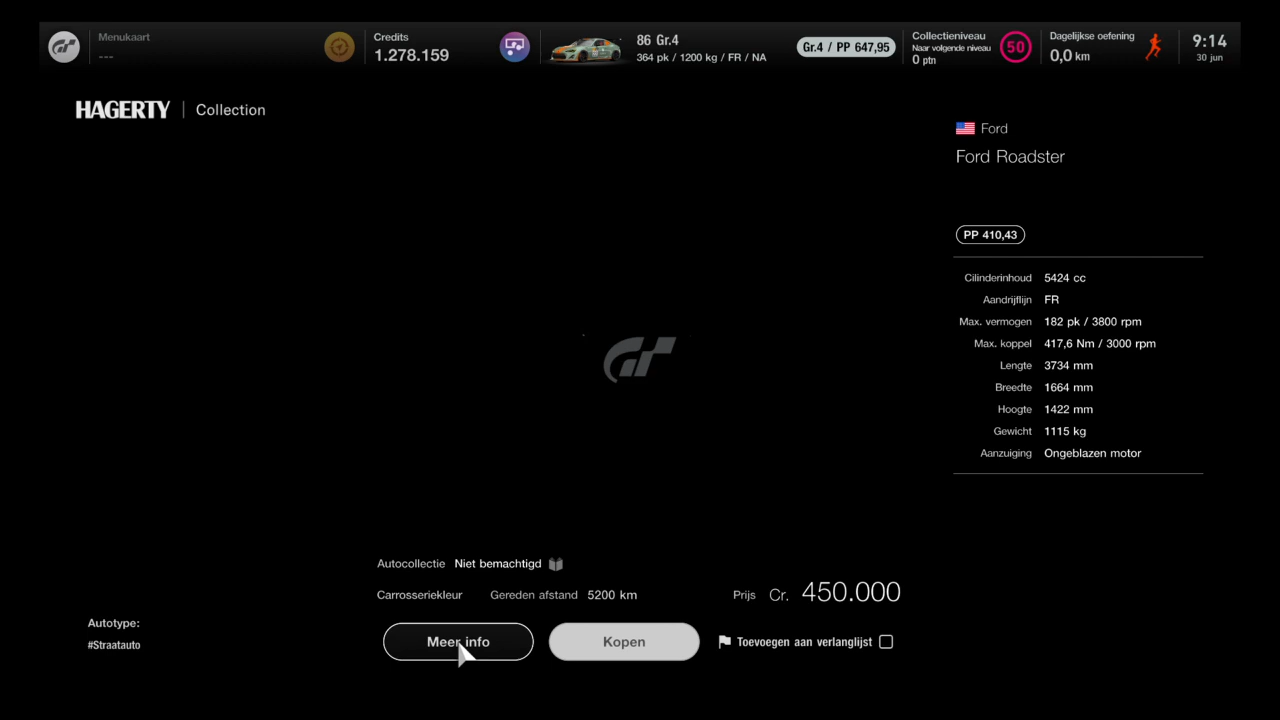 Menukaart
---
Credits
1.278.159
86 Gr.4
364 pk / 1200 kg / FR / NA
Gr.4 / PP 647,95
Collectieniveau
Naar volgende niveau
0 ptn
50
Dagelijkse oefening
0,0 km
9:14
30 jun
HAGERTY | Collection
Ford
Ford Roadster
PP 410,43
Cilinderinhoud 5424 cc
Aandrijflijn FR
Max. vermogen 182 pk / 3800 rpm
Max. koppel 417,6 Nm / 3000 rpm
Lengte 3734 mm
Breedte 1664 mm
Hoogte 1422 mm
Gewicht 1115 kg
Aanzuiging Ongeblazen motor
Autocollectie Niet bemachtigd
Carrosseriekleur Gereden afstand 5200 km Prijs Cr. 450.000
Autotype:
#Straatauto
Meer info Kopen Toevoegen aan verlanglijst